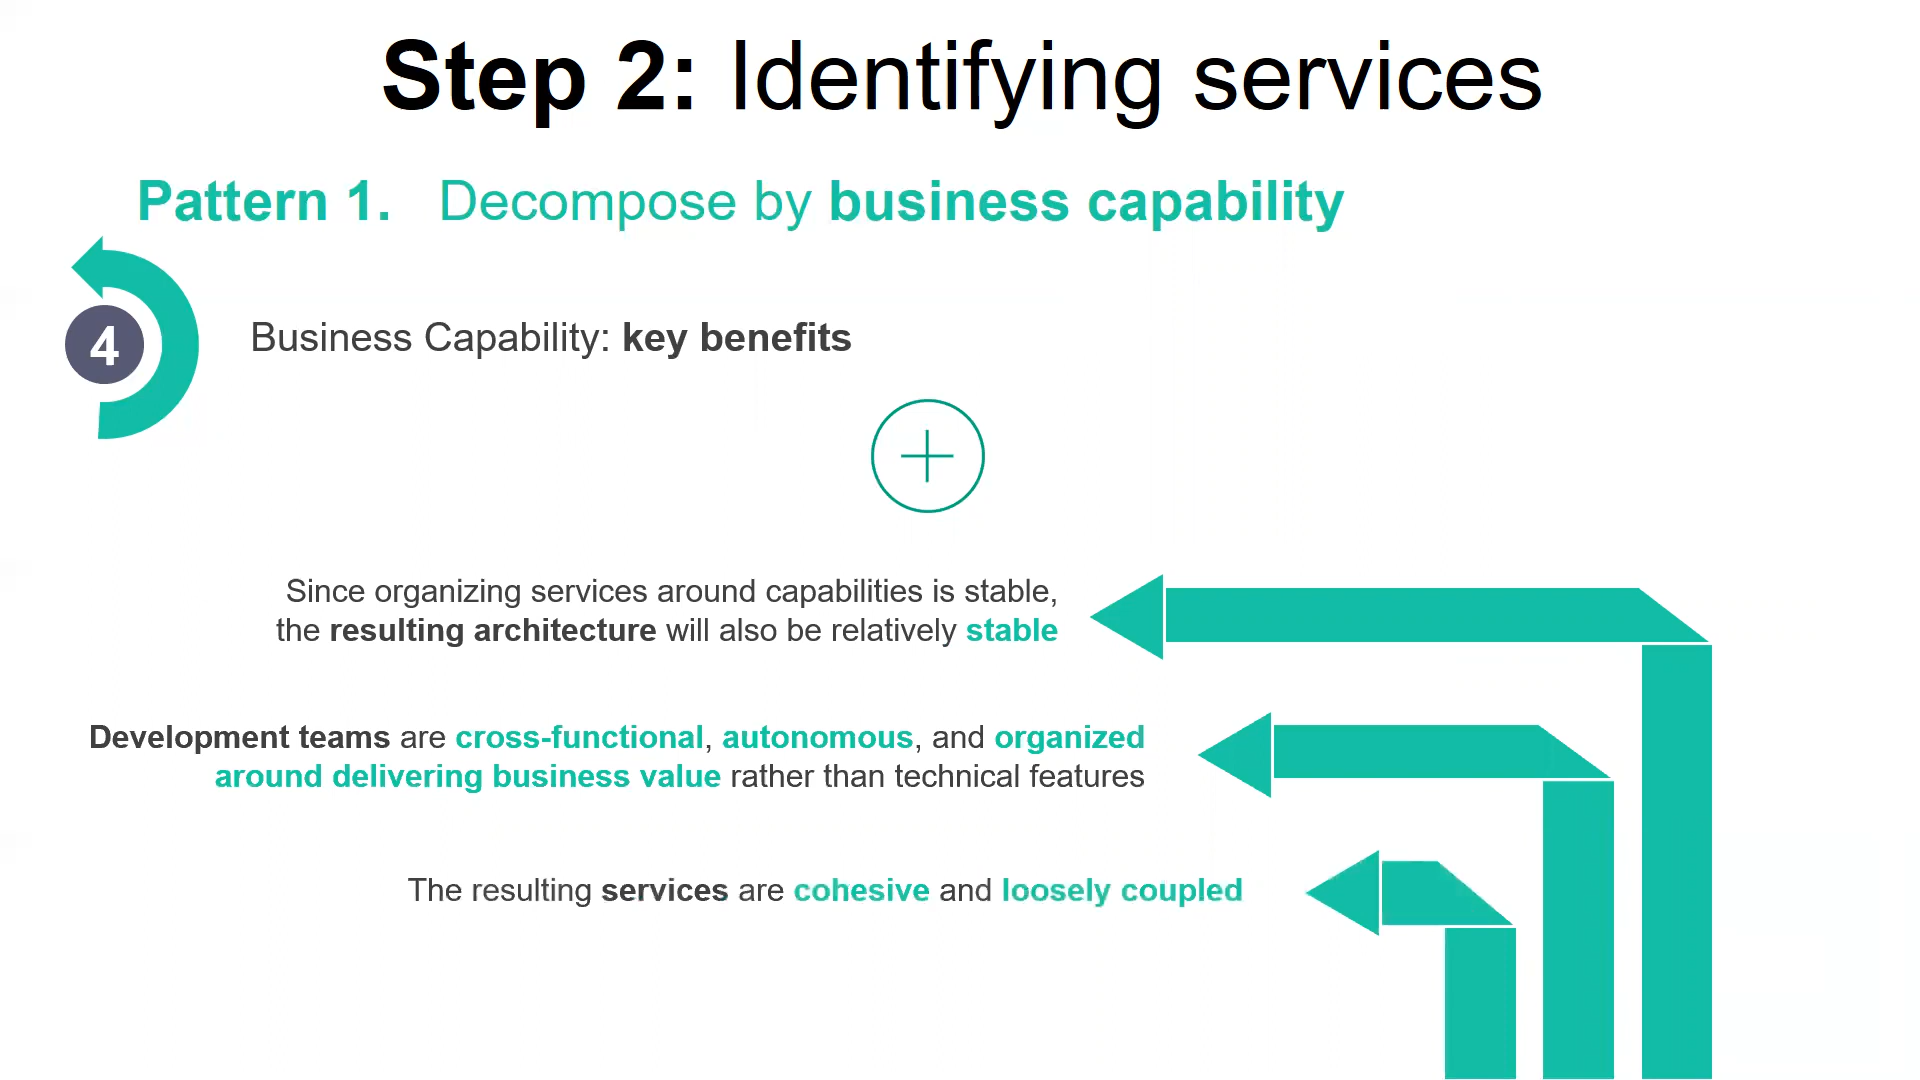 Step 2: Identifying services
Pattern 1. Decompose by business capability
4
Business Capability: key benefits
Since organizing services around capabilities is stable,
the resulting architecture will also be relatively stable
Development teams are cross-functional, autonomous, and organized
around delivering business value rather than technical features
The resulting services are cohesive and loosely coupled